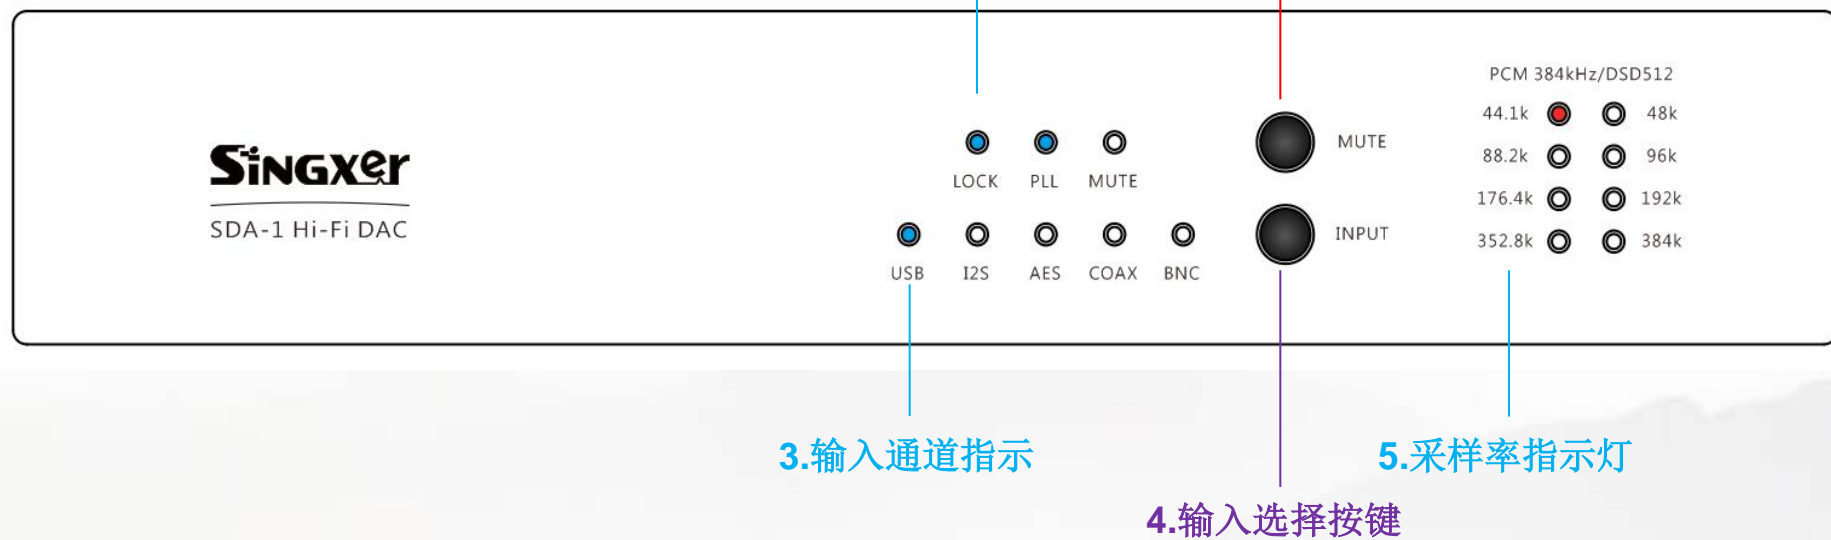 SINGXER
SDA-1 Hi-Fi DAC
LOCK PLL MUTE
USB I2S AES COAX BNC
MUTE
INPUT
PCM 384kHz/DSD512
44.1k 48k
88.2k 96k
176.4k 192k
352.8k 384k
3.输入通道指示
5.采样率指示灯
4.输入选择按键